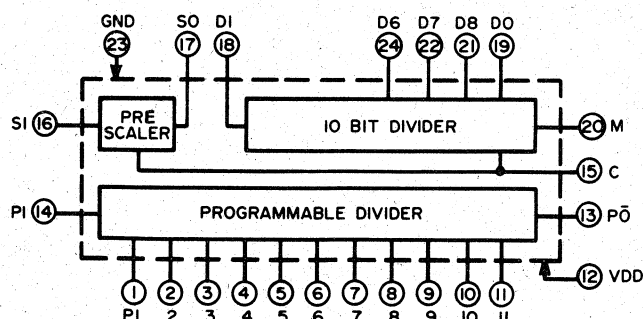 GND SO DI D6 D7 D8 DO
23 17 18 24 22 21 19
SI 16 PRE SCALER 10 BIT DIVIDER 20 M
15 C
PI 14 PROGRAMMABLE DIVIDER 13 PŌ
12 VDD
1 2 3 4 5 6 7 8 9 10 11
P1 2 3 4 5 6 7 8 9 10 11